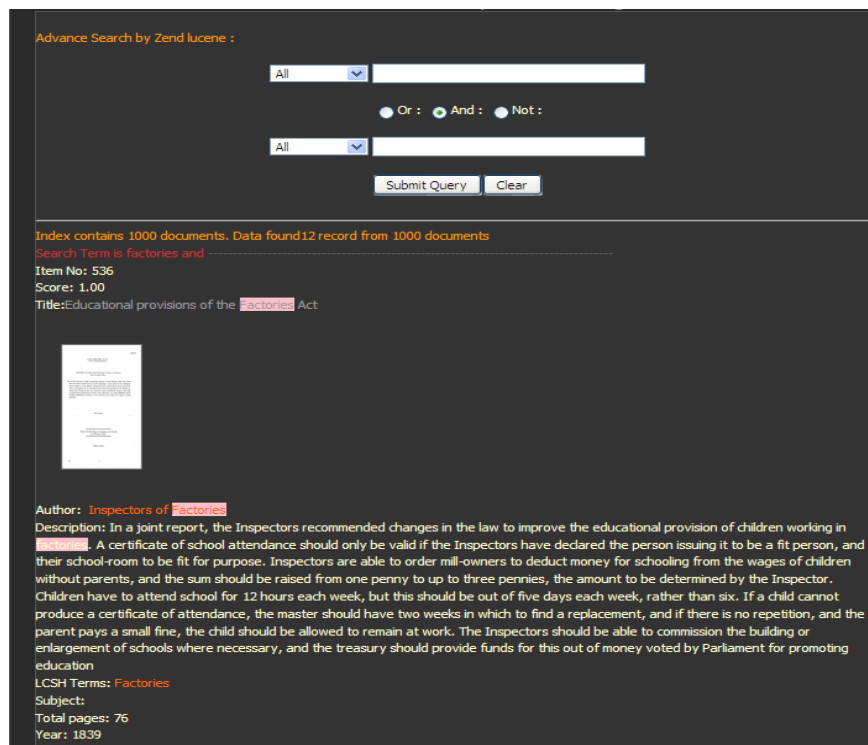 Advance Search by Zend lucene :
All
Or : And : Not :
All
Submit Query Clear
Index contains 1000 documents. Data found12 record from 1000 documents
Search Term is factories and ------------------------------------------------------------------------------------
Item No: 536
Score: 1.00
Title:Educational provisions of the Factories Act
Author: Inspectors of Factories
Description: In a joint report, the Inspectors recommended changes in the law to improve the educational provision of children working in
factories. A certificate of school attendance should only be valid if the Inspectors have declared the person issuing it to be a fit person, and
their school-room to be fit for purpose. Inspectors are able to order mill-owners to deduct money for schooling from the wages of children
without parents, and the sum should be raised from one penny to up to three pennies, the amount to be determined by the Inspector.
Children have to attend school for 12 hours each week, but this should be out of five days each week, rather than six. If a child cannot
produce a certificate of attendance, the master should have two weeks in which to find a replacement, and if there is no repetition, and the
parent pays a small fine, the child should be allowed to remain at work. The Inspectors should be able to commission the building or
enlargement of schools where necessary, and the treasury should provide funds for this out of money voted by Parliament for promoting
education
LCSH Terms: Factories
Subject:
Total pages: 76
Year: 1839